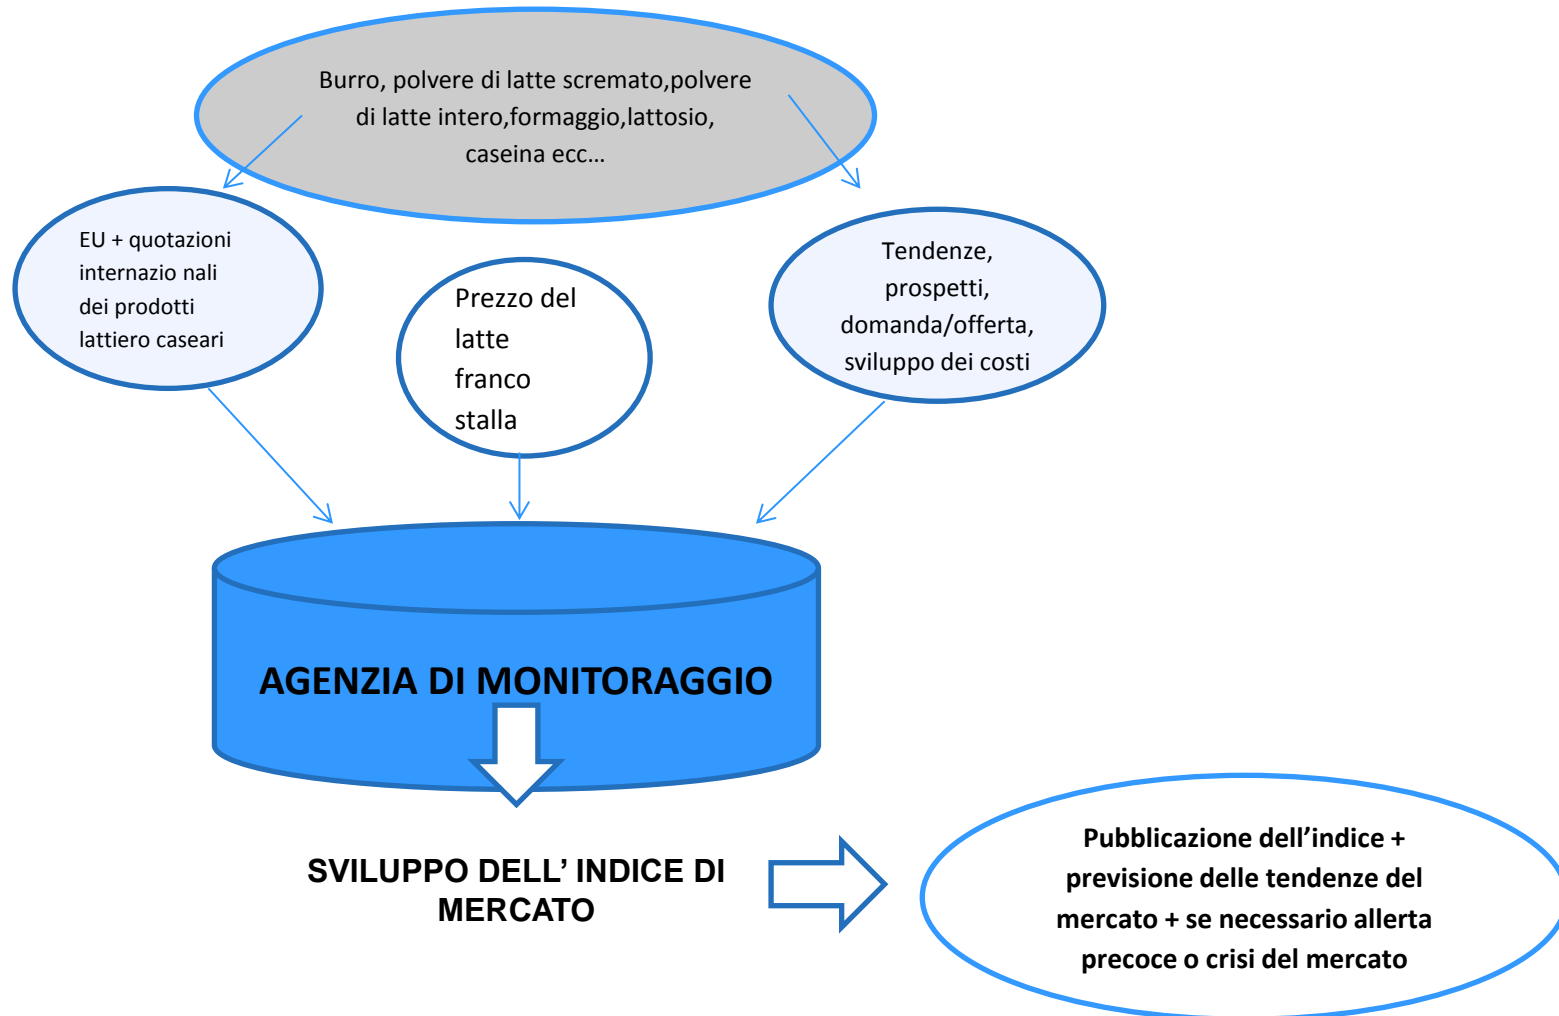 Burro, polvere di latte scremato,polvere
di latte intero,formaggio,lattosio,
caseina ecc…
EU + quotazioni
internazio nali
dei prodotti
lattiero caseari
Prezzo del
latte
franco
stalla
Tendenze,
prospetti,
domanda/offerta,
sviluppo dei costi
AGENZIA DI MONITORAGGIO
SVILUPPO DELL’ INDICE DI
MERCATO
Pubblicazione dell’indice +
previsione delle tendenze del
mercato + se necessario allerta
precoce o crisi del mercato